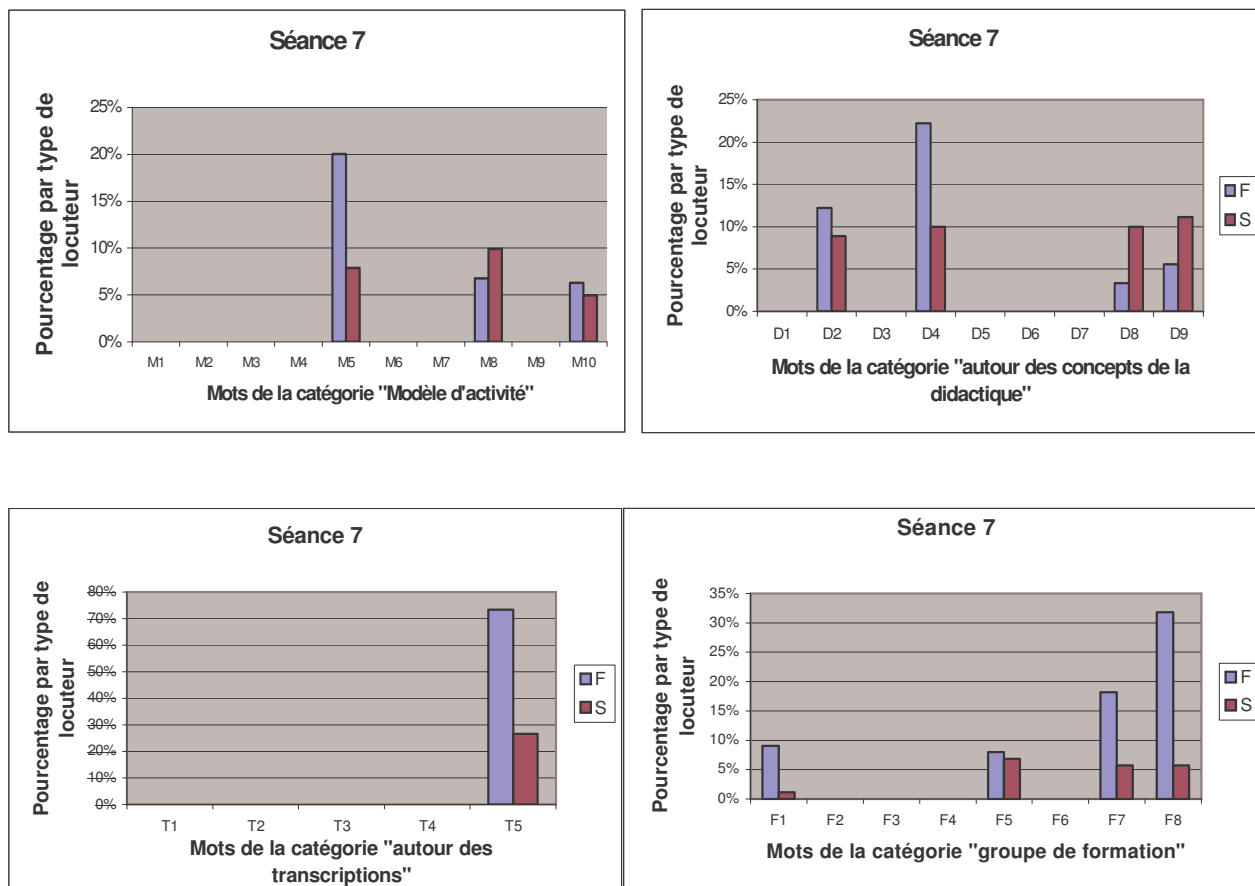 Séance 7
Pourcentage par type de
locuteur
25%
20%
15%
10%
5%
0%
M1 M2 M3 M4 M5 M6 M7 M8 M9 M10
Mots de la catégorie "Modèle d'activité"
Séance 7
Pourcentage par type de
locuteur
25%
20%
15%
10%
5%
0%
D1 D2 D3 D4 D5 D6 D7 D8 D9
Mots de la catégorie "autour des concepts de la
didactique"
F
S
Séance 7
Pourcentage par type de
locuteur
80%
70%
60%
50%
40%
30%
20%
10%
0%
T1 T2 T3 T4 T5
Mots de la catégorie "autour des
transcriptions"
F
S
Séance 7
Pourcentage par type de
locuteur
35%
30%
25%
20%
15%
10%
5%
0%
F1 F2 F3 F4 F5 F6 F7 F8
Mots de la catégorie "groupe de formation"
F
S